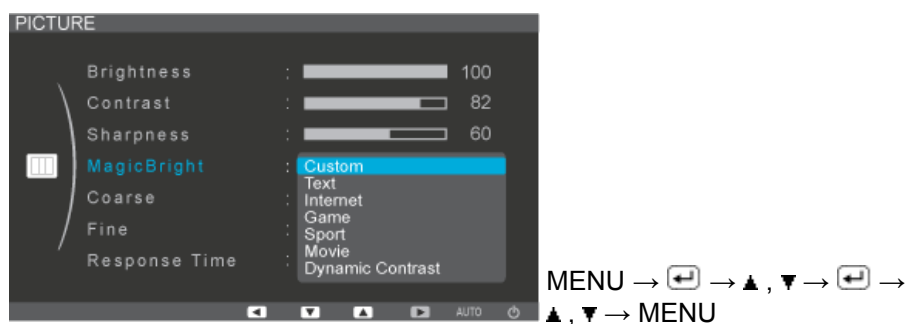 PICTURE
Brightness : 100
Contrast : 82
Sharpness : 60
MagicBright : Custom
Text
Coarse : Internet
Game
Fine : Sport
Movie
Response Time : Dynamic Contrast
AUTO
MENU → → ▲ , ▼ → →
▲ , ▼ → MENU